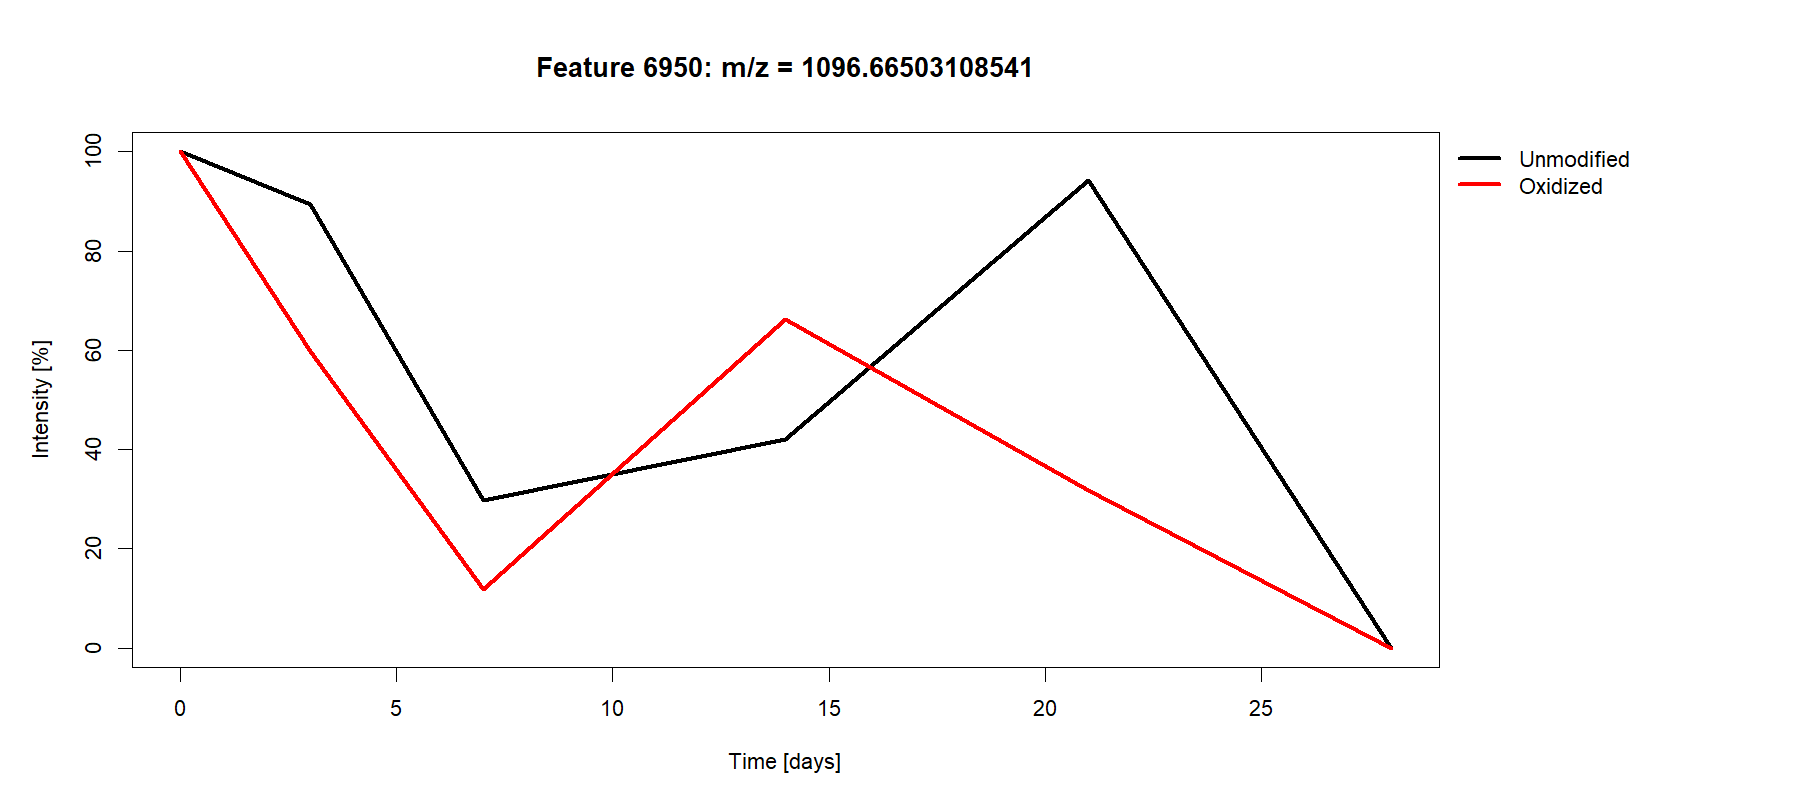 Feature 6950: m/z = 1096.66503108541
Unmodified
Oxidized
Intensity [%]
100
80
60
40
20
0
0 5 10 15 20 25
Time [days]